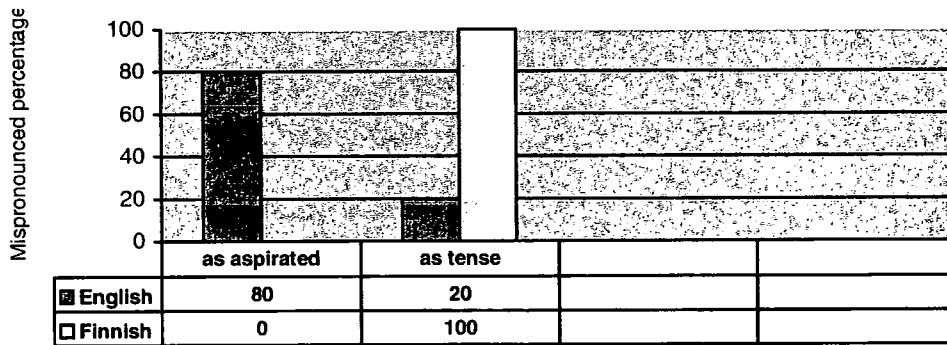 Mispronounced percentage
100
80
60
40
20
0
as aspirated as tense
English 80 20
Finnish 0 100